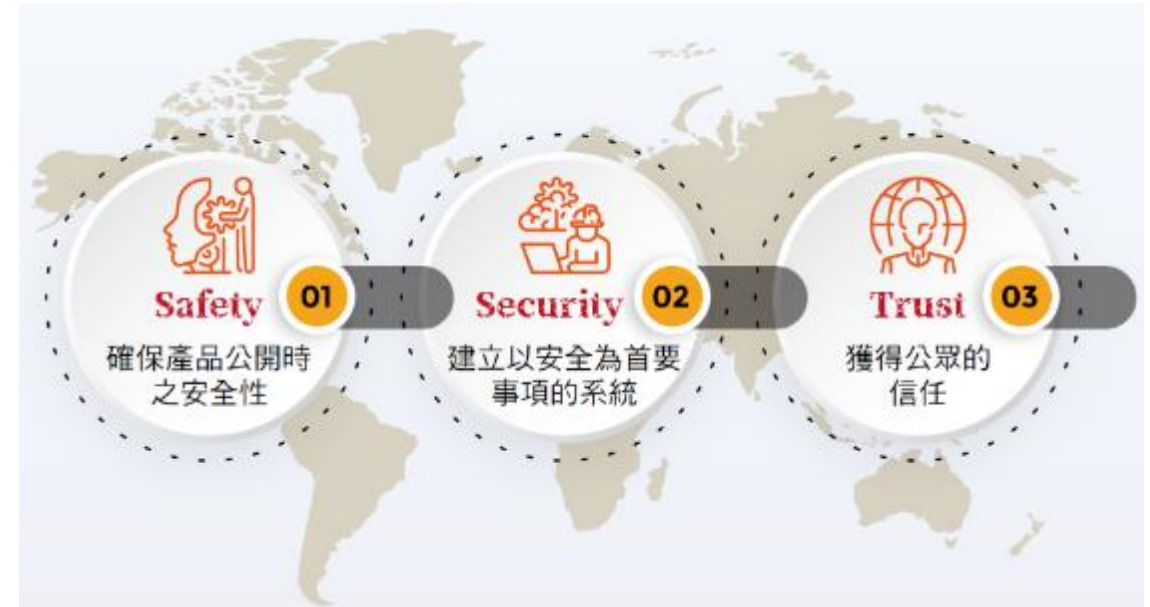 Safety
01
確保產品公開時
之安全性
Security
02
建立以安全為首要
事項的系統
Trust
03
獲得公眾的
信任